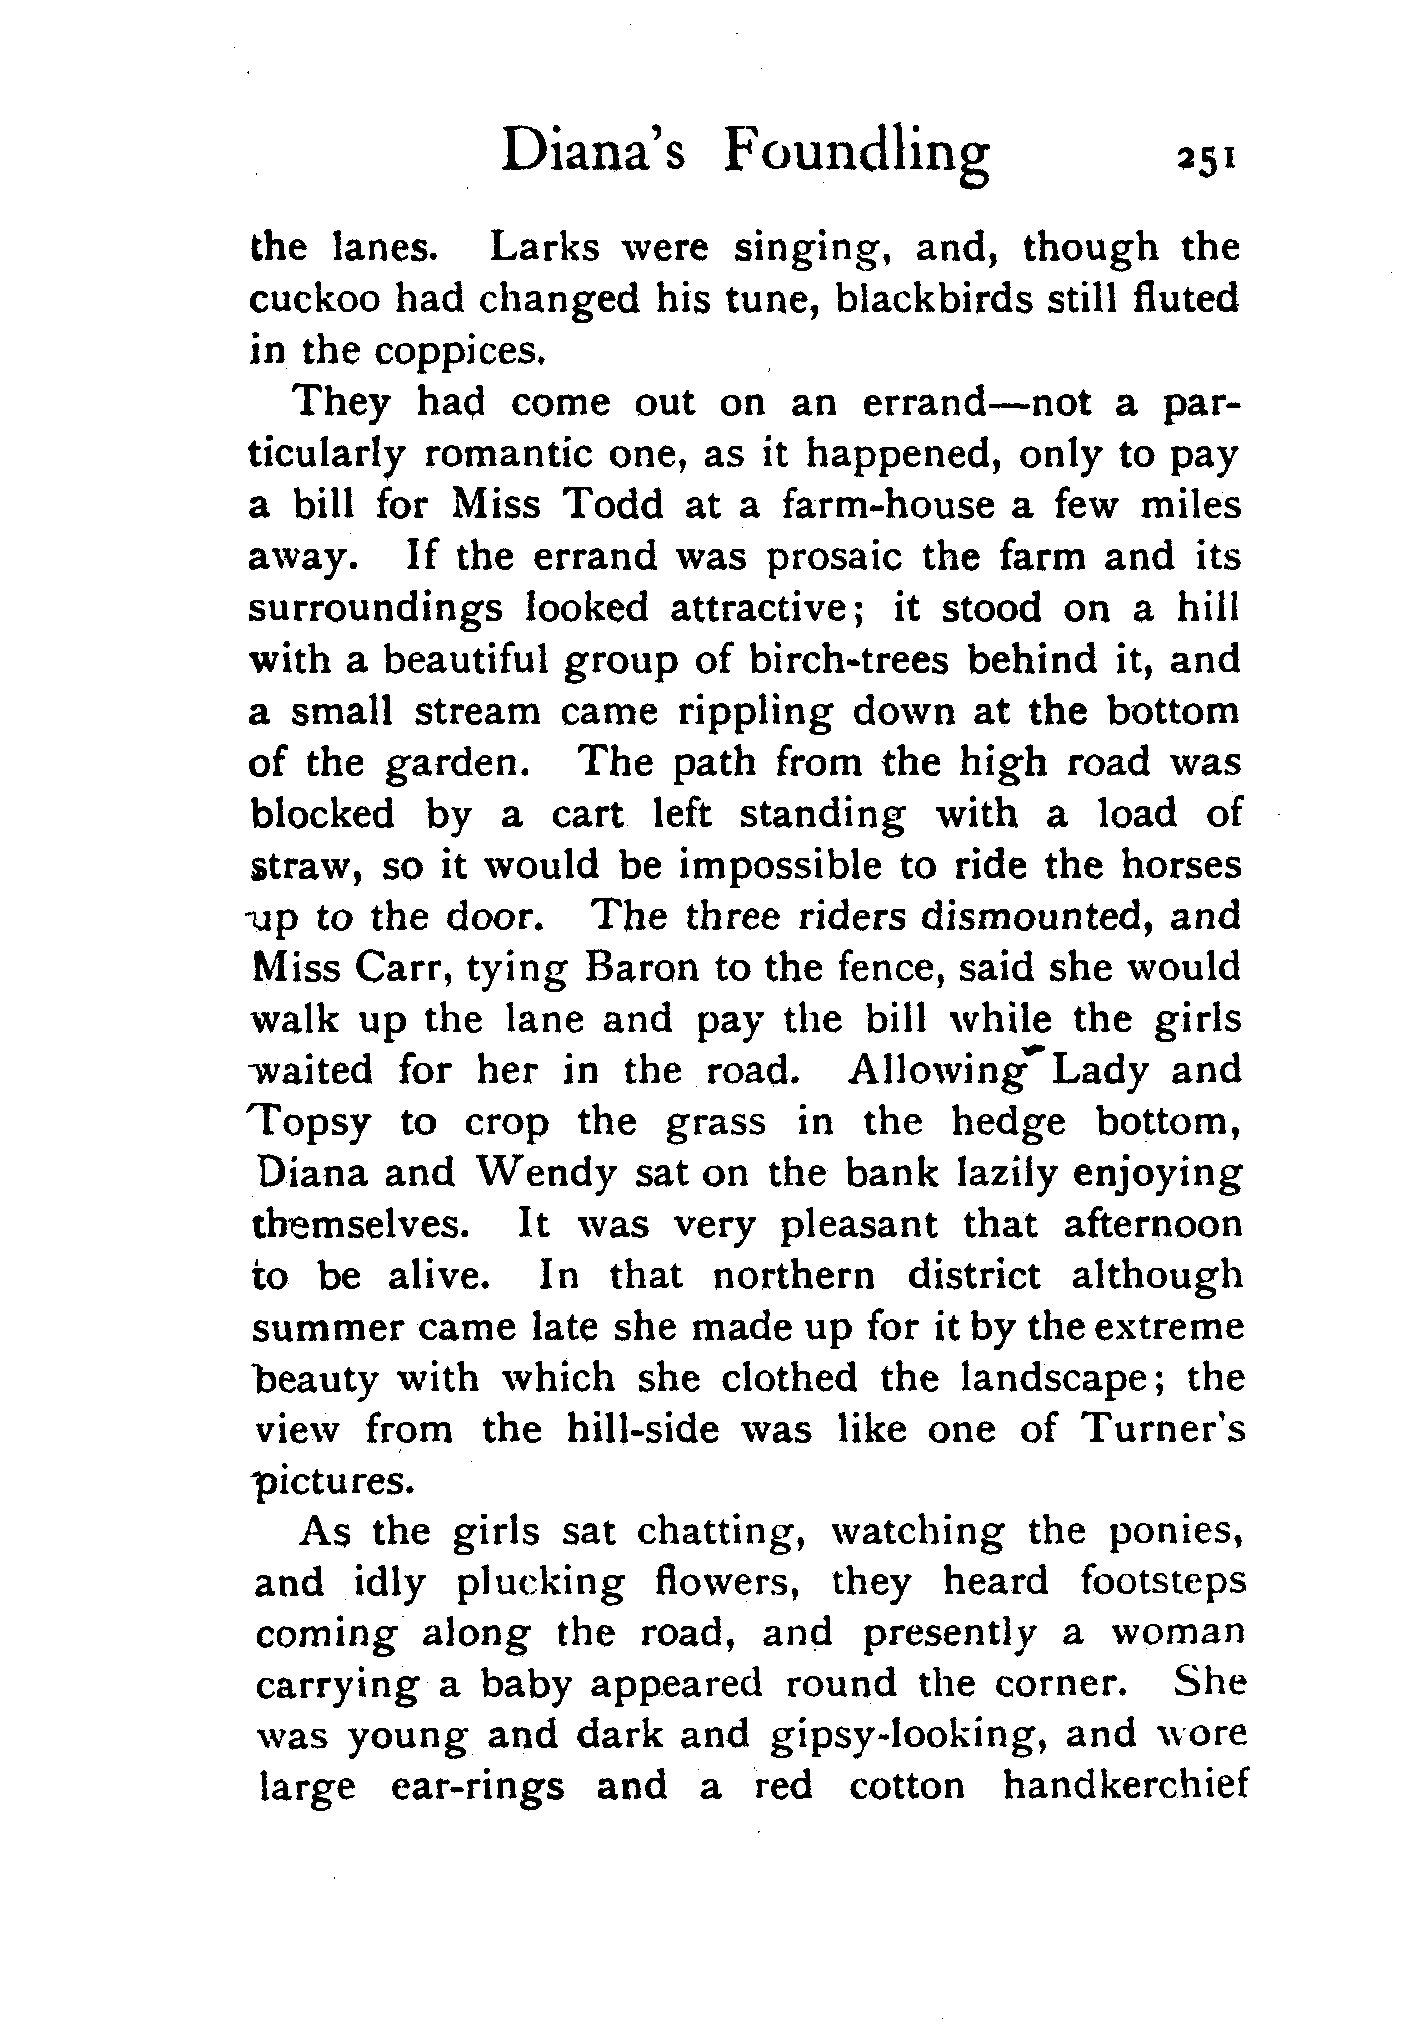 Diana's Foundling 251
the lanes. Larks were singing, and, though the
cuckoo had changed his tune, blackbirds still fluted
in the coppices.
They had come out on an errand—not a par-
ticularly romantic one, as it happened, only to pay
a bill for Miss Todd at a farm-house a few miles
away. If the errand was prosaic the farm and its
surroundings looked attractive; it stood on a hill
with a beautiful group of birch-trees behind it, and
a small stream came rippling down at the bottom
of the garden. The path from the high road was
blocked by a cart left standing with a load of
straw, so it would be impossible to ride the horses
up to the door. The three riders dismounted, and
Miss Carr, tying Baron to the fence, said she would
walk up the lane and pay the bill while the girls
waited for her in the road. Allowing Lady and
Topsy to crop the grass in the hedge bottom,
Diana and Wendy sat on the bank lazily enjoying
themselves. It was very pleasant that afternoon
to be alive. In that northern district although
summer came late she made up for it by the extreme
beauty with which she clothed the landscape; the
view from the hill-side was like one of Turner's
pictures.
As the girls sat chatting, watching the ponies,
and idly plucking flowers, they heard footsteps
coming along the road, and presently a woman
carrying a baby appeared round the corner. She
was young and dark and gipsy-looking, and wore
large ear-rings and a red cotton handkerchief